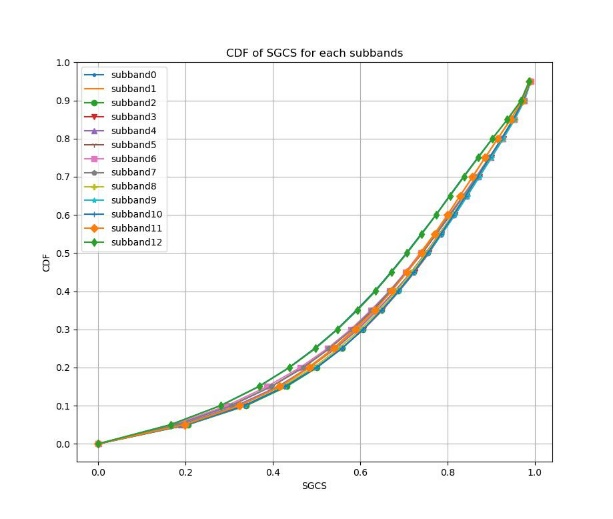 CDF of SGCS for each subbands
1.0
0.9
0.8
0.7
0.6
0.5
0.4
0.3
0.2
0.1
0.0
CDF
subband0
subband1
subband2
subband3
subband4
subband5
subband6
subband7
subband8
subband9
subband10
subband11
subband12
0.0 0.2 0.4 0.6 0.8 1.0
SGCS